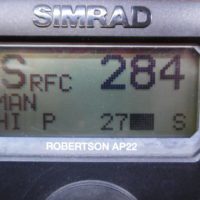 SIMRAD
S RFC 284
MAN
HI P 27 S
ROBERTSON AP22